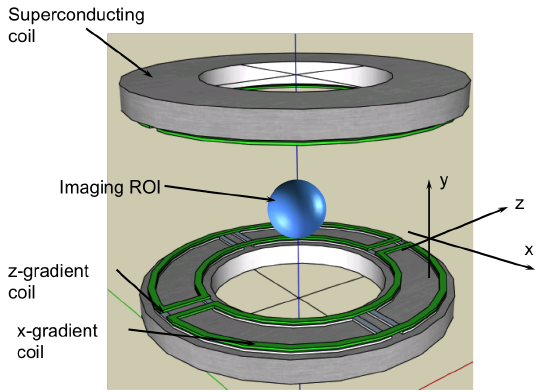 Superconducting
coil
Imaging ROI
y
z
x
z-gradient
coil
x-gradient
coil